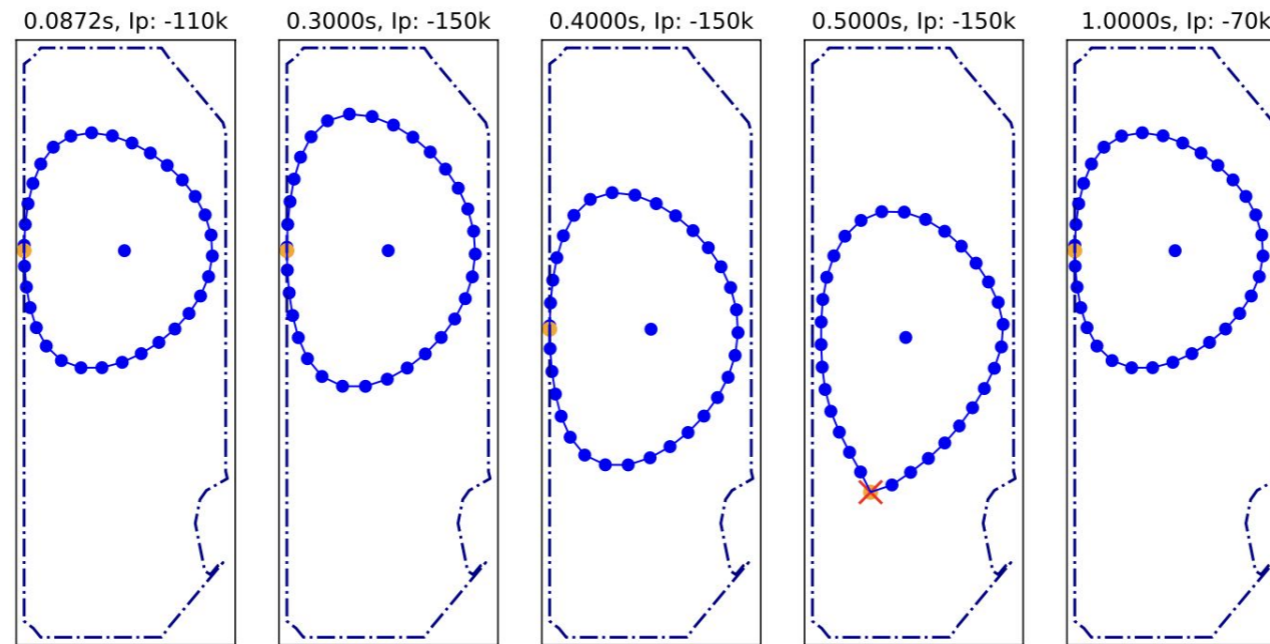 0.0872s, Ip: -110k
0.3000s, Ip: -150k
0.4000s, Ip: -150k
0.5000s, Ip: -150k
1.0000s, Ip: -70k